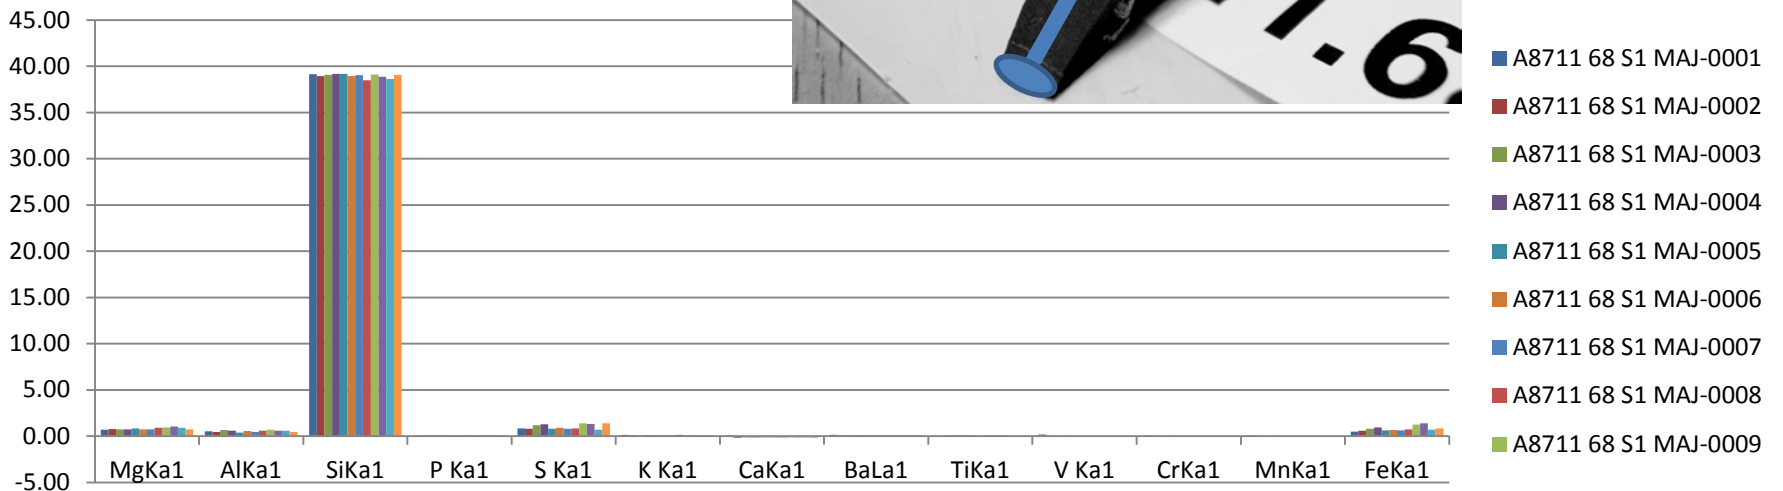 45.00
40.00
35.00
30.00
25.00
20.00
15.00
10.00
5.00
0.00
-5.00
MgKa1 AlKa1 SiKa1 P Ka1 S Ka1 K Ka1 CaKa1 BaLa1 TiKa1 V Ka1 CrKa1 MnKa1 FeKa1
A8711 68 S1 MAJ-0001
A8711 68 S1 MAJ-0002
A8711 68 S1 MAJ-0003
A8711 68 S1 MAJ-0004
A8711 68 S1 MAJ-0005
A8711 68 S1 MAJ-0006
A8711 68 S1 MAJ-0007
A8711 68 S1 MAJ-0008
A8711 68 S1 MAJ-0009